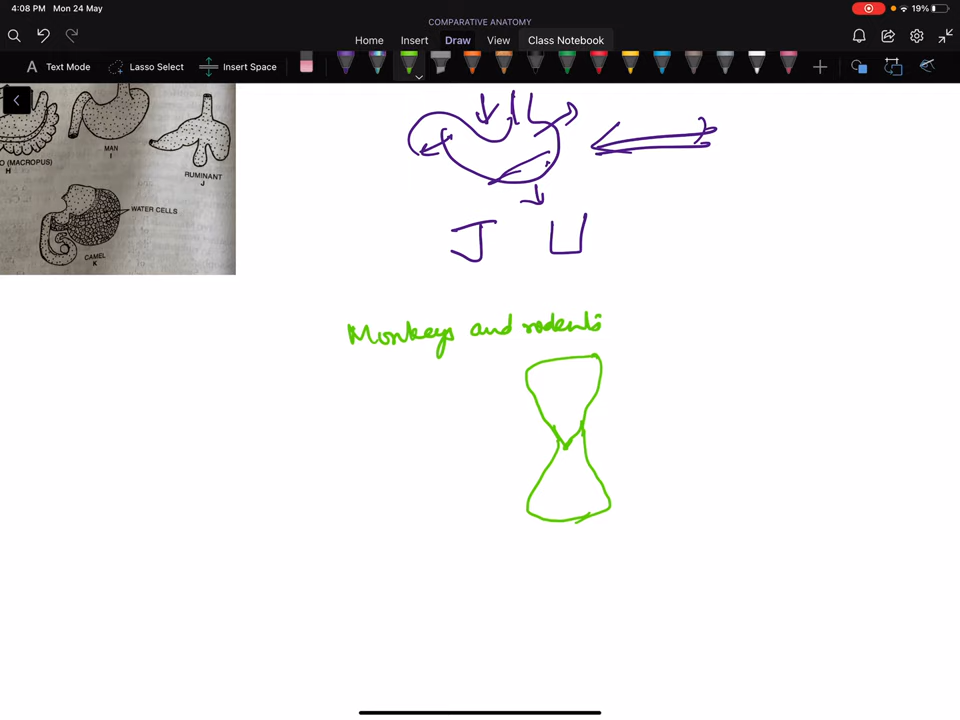 4:08 PM Mon 24 May
19%
COMPARATIVE ANATOMY
Home Insert Draw View Class Notebook
Text Mode Lasso Select Insert Space
MAN
I
O (MACROPUS)
H
RUMINANT
J
WATER CELLS
CAMEL
K
J U
Monkeys and rodents